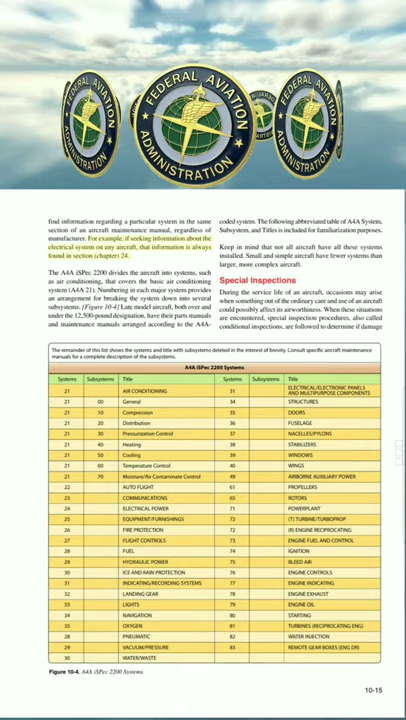 FEDERAL AVIATION
ADMINISTRATION
FEDERAL AVIATION
ADMINISTRATION
FEDERAL AVIATION
ADMINISTRATION
find information regarding a particular system in the same
section of an aircraft maintenance manual, regardless of
manufacturer. For example, if seeking information about the
electrical system on any aircraft, that information is always
found in section (chapter) 24.
The A4A iSPec 2200 divides the aircraft into systems, such
as air conditioning, that covers the basic air conditioning
system (A4A 21). Numbering in each major system provides
an arrangement for breaking the system down into several
subsystems. [Figure 10-4] Late model aircraft, both over and
under the 12,500-pound designation, have their parts manuals
and maintenance manuals arranged according to the A4A-
coded system. The following abbreviated table of A4A System,
Subsystem, and Titles is included for familiarization purposes.
Keep in mind that not all aircraft have all these systems
installed. Small and simple aircraft have fewer systems than
larger, more complex aircraft.
Special Inspections
During the service life of an aircraft, occasions may arise
when something out of the ordinary care and use of an aircraft
could possibly affect its airworthiness. When these situations
are encountered, special inspection procedures, also called
conditional inspections, are followed to determine if damage
The remainder of this list shows the systems and title with subsystems deleted in the interest of brevity. Consult specific aircraft maintenance
manuals for a complete description of the subsystems.
A4A iSPec 2200 Systems
Systems Subsystems Title Systems Subsystems Title
21 AIR CONDITIONING 31 ELECTRICAL/ELECTRONIC PANELS
AND MULTIPURPOSE COMPONENTS
21 00 General 34 STRUCTURES
21 10 Compression 35 DOORS
21 20 Distribution 36 FUSELAGE
21 30 Pressurization Control 37 NACELLES/PYLONS
21 40 Heating 38 STABILIZERS
21 50 Cooling 39 WINDOWS
21 60 Temperature Control 40 WINGS
21 70 Moisture/Air Contaminate Control 49 AIRBORNE AUXILIARY POWER
22 AUTO FLIGHT 61 PROPELLERS
23 COMMUNICATIONS 65 ROTORS
24 ELECTRICAL POWER 71 POWERPLANT
25 EQUIPMENT/FURNISHINGS 72 (T) TURBINE/TURBOPROP
26 FIRE PROTECTION 72 (R) ENGINE RECIPROCATING
27 FLIGHT CONTROLS 73 ENGINE FUEL AND CONTROL
28 FUEL 74 IGNITION
29 HYDRAULIC POWER 75 BLEED AIR
30 ICE AND RAIN PROTECTION 76 ENGINE CONTROLS
31 INDICATING/RECORDING SYSTEMS 77 ENGINE INDICATING
32 LANDING GEAR 78 ENGINE EXHAUST
33 LIGHTS 79 ENGINE OIL
34 NAVIGATION 80 STARTING
35 OXYGEN 81 TURBINES (RECIPROCATING ENG)
28 PNEUMATIC 82 WATER INJECTION
29 VACUUM/PRESSURE 83 REMOTE GEAR BOXES (ENG DR)
30 WATER/WASTE
Figure 10-4. A4A iSPec 2200 Systems.
10-15